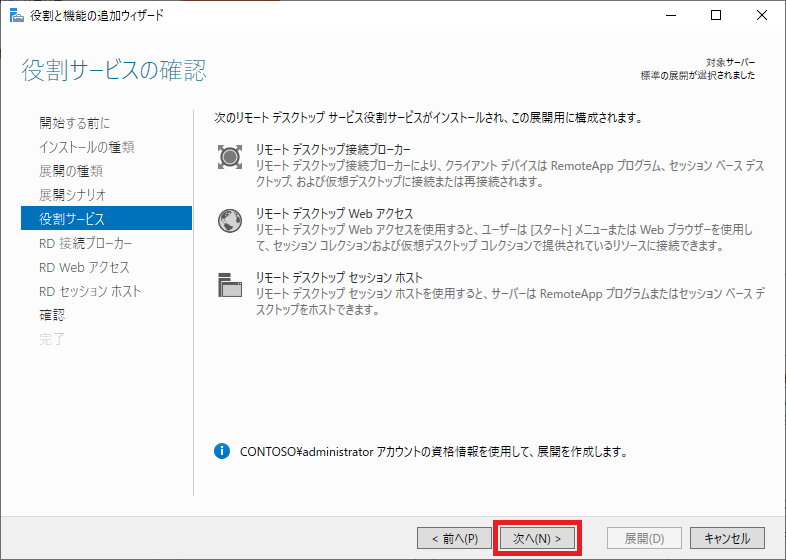 役割と機能の追加ウィザード
役割サービスの確認
対象サーバー
標準の展開が選択されました
開始する前に
インストールの種類
展開の種類
展開シナリオ
役割サービス
RD 接続ブローカー
RD Web アクセス
RD セッション ホスト
確認
完了
次のリモート デスクトップ サービス役割サービスがインストールされ、この展開用に構成されます。
リモート デスクトップ接続ブローカー
リモート デスクトップ接続ブローカーにより、クライアント デバイスは RemoteApp プログラム、セッション ベース デス
クトップ、および仮想デスクトップに接続または再接続されます。
リモート デスクトップ Web アクセス
リモート デスクトップ Web アクセスを使用すると、ユーザーは [スタート] メニューまたは Web ブラウザーを使用し
て、セッション コレクションおよび仮想デスクトップ コレクションで提供されているリソースに接続できます。
リモート デスクトップ セッション ホスト
リモート デスクトップ セッション ホストを使用すると、サーバーは RemoteApp プログラムまたはセッション ベース デ
スクトップをホストできます。
CONTOSO¥administrator アカウントの資格情報を使用して、展開を作成します。
< 前へ(P)
次へ(N) >
展開(D)
キャンセル